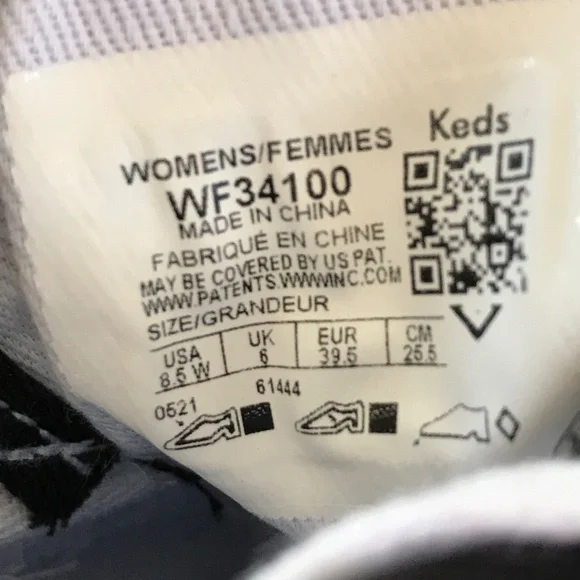 Keds
WOMENS/FEMMES
WF34100
MADE IN CHINA
FABRIQUÉ EN CHINE
MAY BE COVERED BY US PAT.
WWW.PATENTS.WWWINC.COM
SIZE/GRANDEUR
USA UK EUR CM
8.5 W 6 39.5 25.5
0521 61444